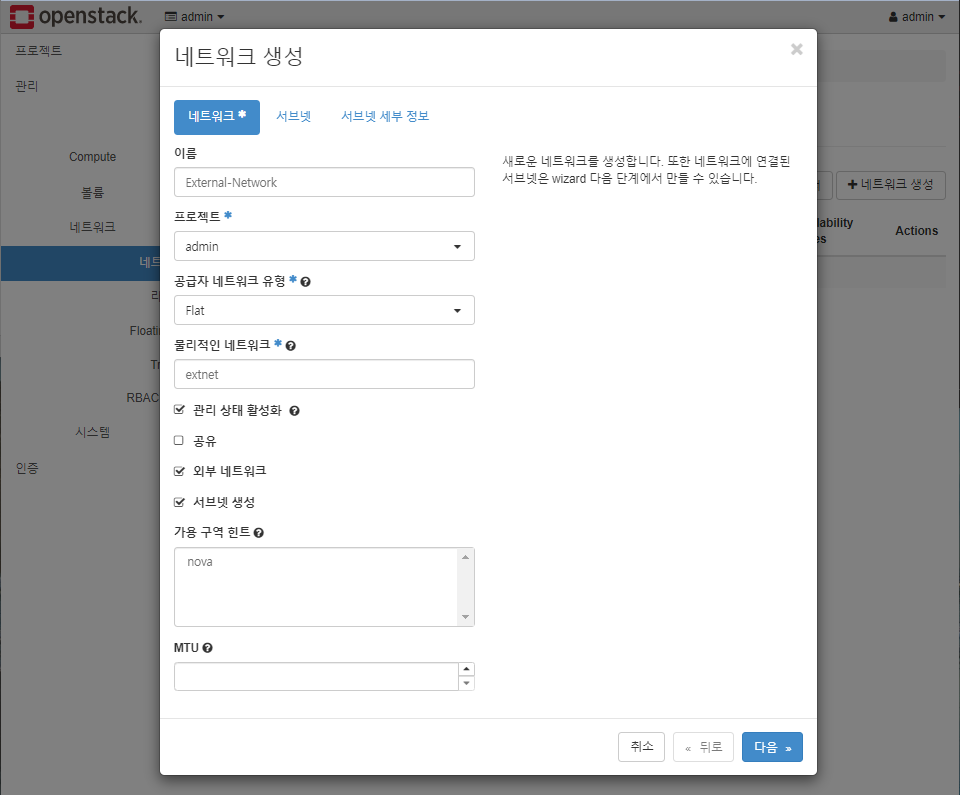 openstack.
admin
admin
프로젝트
관리
Compute
볼륨
네트워크
Floati
RBAC
시스템
인증
네트워크 생성
lability
es
Actions
네트워크 생성
×
네트워크 *
서브넷
서브넷 세부 정보
이름
External-Network
새로운 네트워크를 생성합니다. 또한 네트워크에 연결된
서브넷은 wizard 다음 단계에서 만들 수 있습니다.
프로젝트 *
admin
공급자 네트워크 유형 *
Flat
물리적인 네트워크 *
extnet
관리 상태 활성화
공유
외부 네트워크
서브넷 생성
가용 구역 힌트
nova
MTU
취소
« 뒤로
다음 »